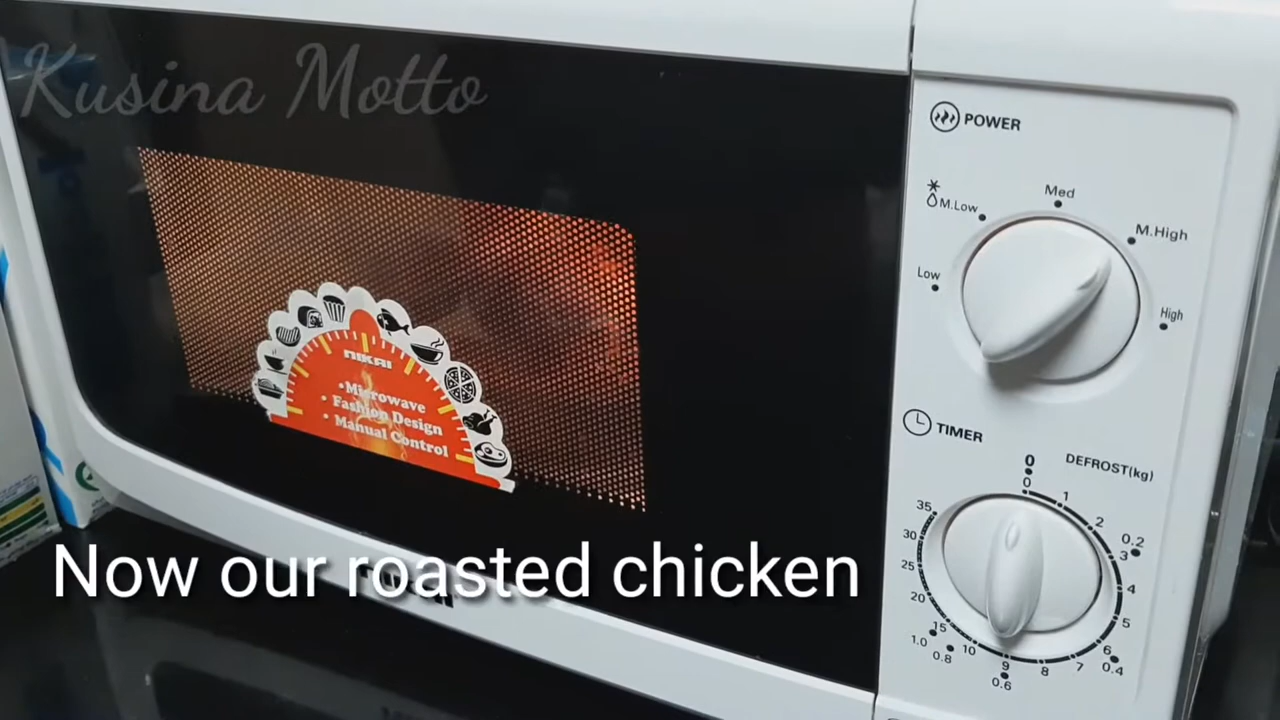 Kusina Motto
POWER
Med
M.Low
M.High
Low
High
NIKAI
•Microwave
• Fashion Design
• Manual Control
TIMER
0
DEFROST(kg)
0
1
2
0.2
3
4
5
6
0.4
7
8
9
0.6
10
0.8
15
1.0
20
25
30
35
Now our roasted chicken